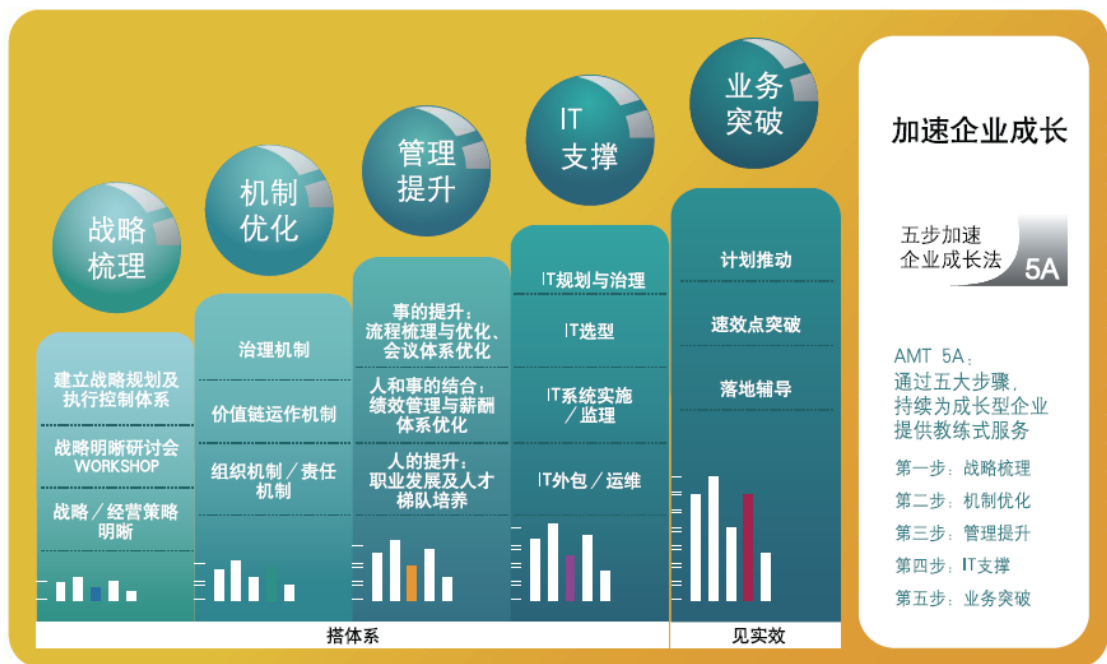 战略
梳理
建立战略规划及
执行控制体系
战略明晰研讨会
WORKSHOP
战略／经营策略
明晰
机制
优化
治理机制
价值链运作机制
组织机制／责任
机制
管理
提升
事的提升：
流程梳理与优化、
会议体系优化
人和事的结合：
绩效管理与薪酬
体系优化
人的提升：
职业发展及人才
梯队培养
IT
支撑
IT规划与治理
IT选型
IT系统实施
／监理
IT外包／运维
业务
突破
计划推动
速效点突破
落地辅导
搭体系
见实效
加速企业成长
五步加速
企业成长法
5A
AMT 5A：
通过五大步骤，
持续为成长型企业
提供教练式服务
第一步：战略梳理
第二步：机制优化
第三步：管理提升
第四步：IT支撑
第五步：业务突破